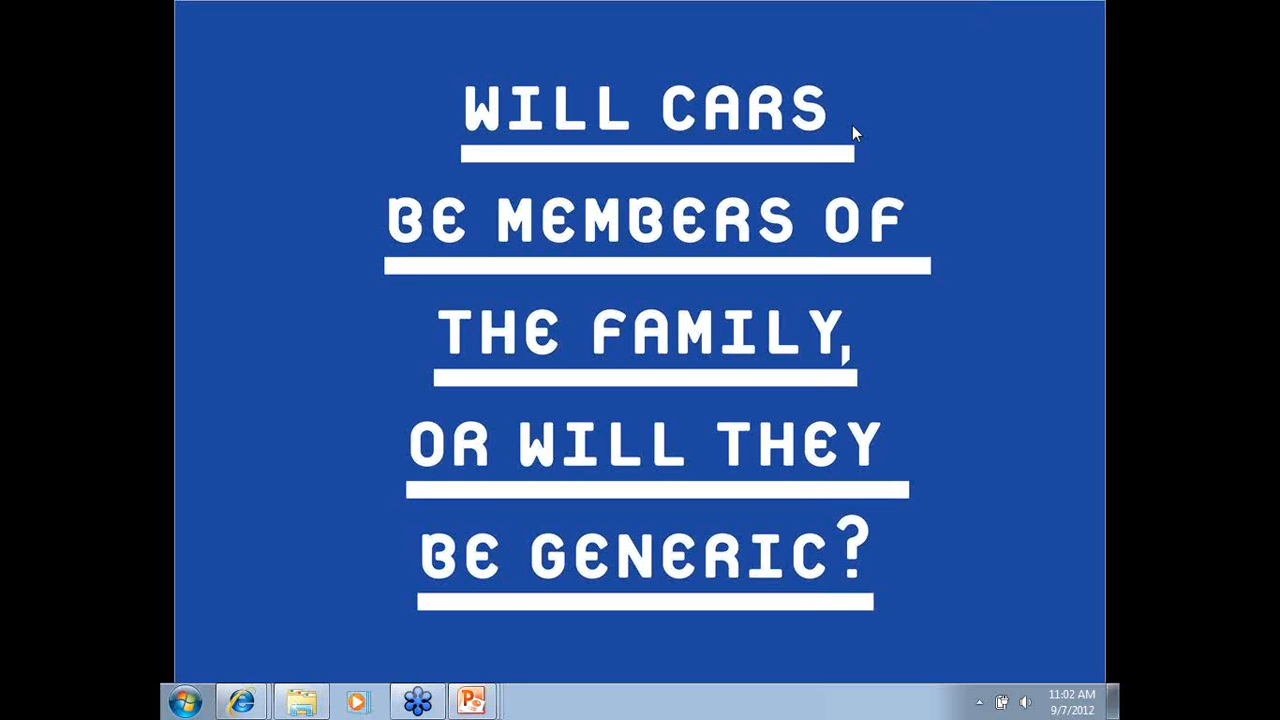 WILL CARS
BE MEMBERS OF
THE FAMILY,
OR WILL THEY
BE GENERIC?
11:02 AM
9/7/2012